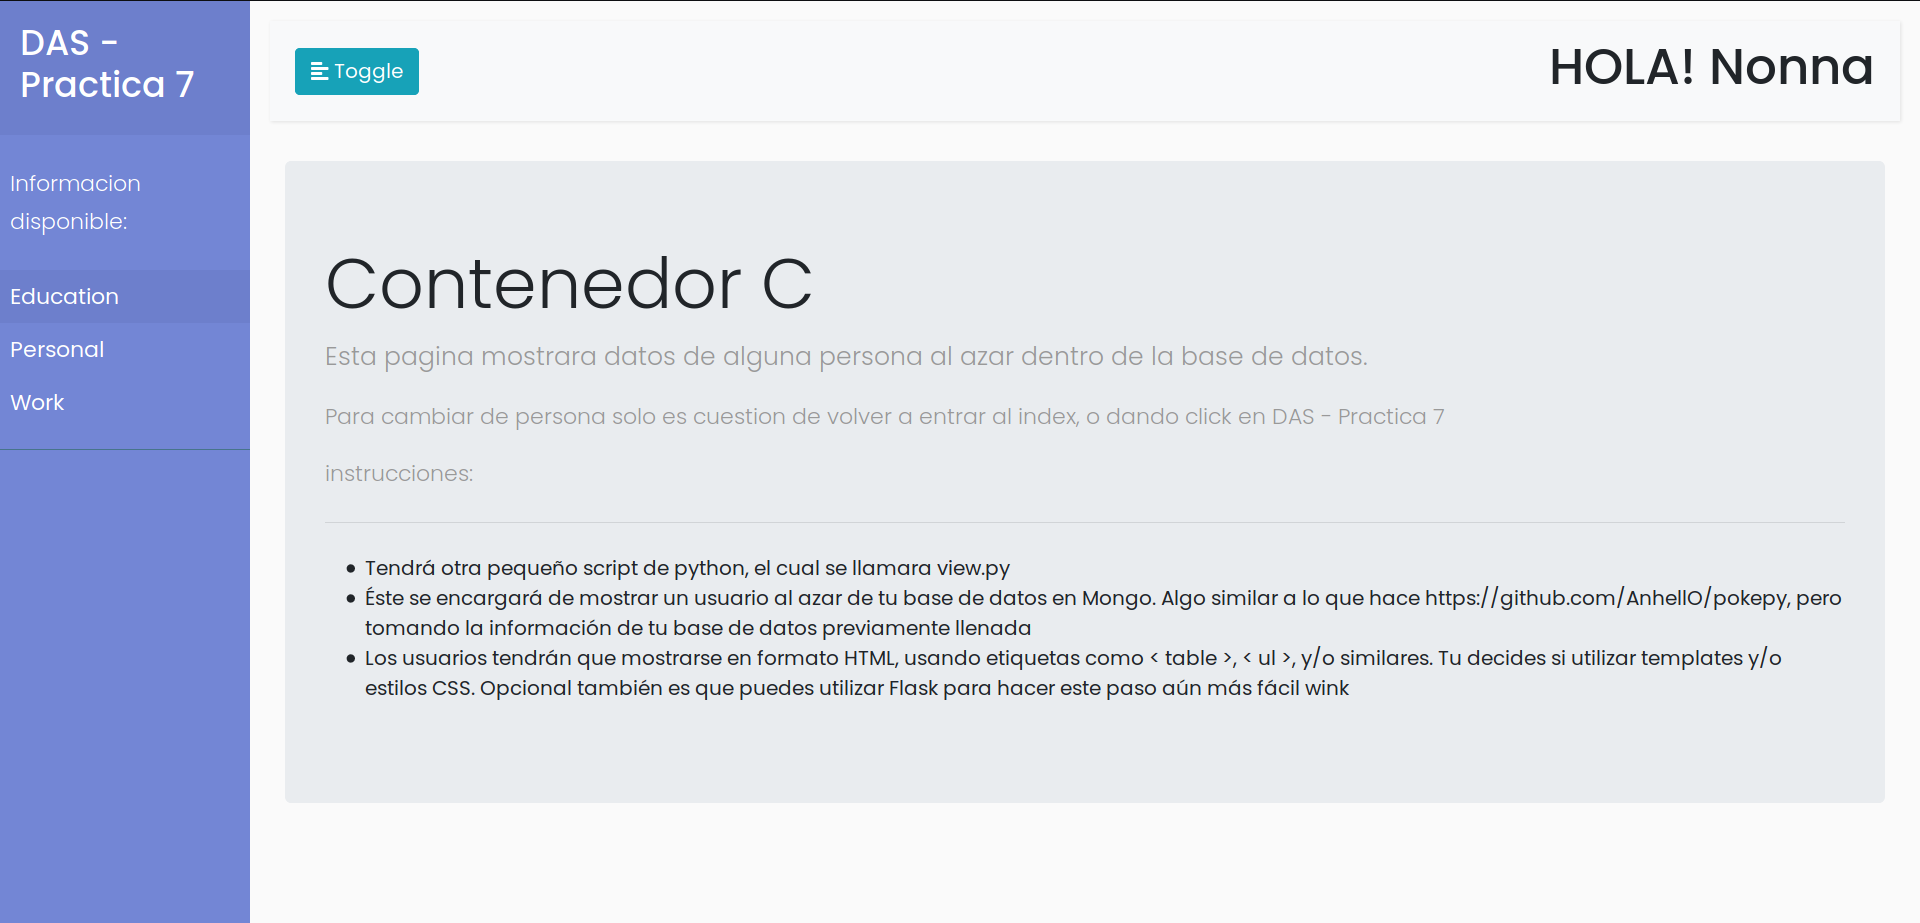 DAS -
Practica 7
Informacion
disponible:
Education
Personal
Work
Toggle
HOLA! Nonna
Contenedor C
Esta pagina mostrara datos de alguna persona al azar dentro de la base de datos.
Para cambiar de persona solo es cuestion de volver a entrar al index, o dando click en DAS - Practica 7
instrucciones:
Tendrá otra pequeño script de python, el cual se llamara view.py
Éste se encargará de mostrar un usuario al azar de tu base de datos en Mongo. Algo similar a lo que hace https://github.com/AnhellO/pokepy, pero
tomando la información de tu base de datos previamente llenada
Los usuarios tendrán que mostrarse en formato HTML, usando etiquetas como < table >, < ul >, y/o similares. Tu decides si utilizar templates y/o
estilos CSS. Opcional también es que puedes utilizar Flask para hacer este paso aún más fácil wink